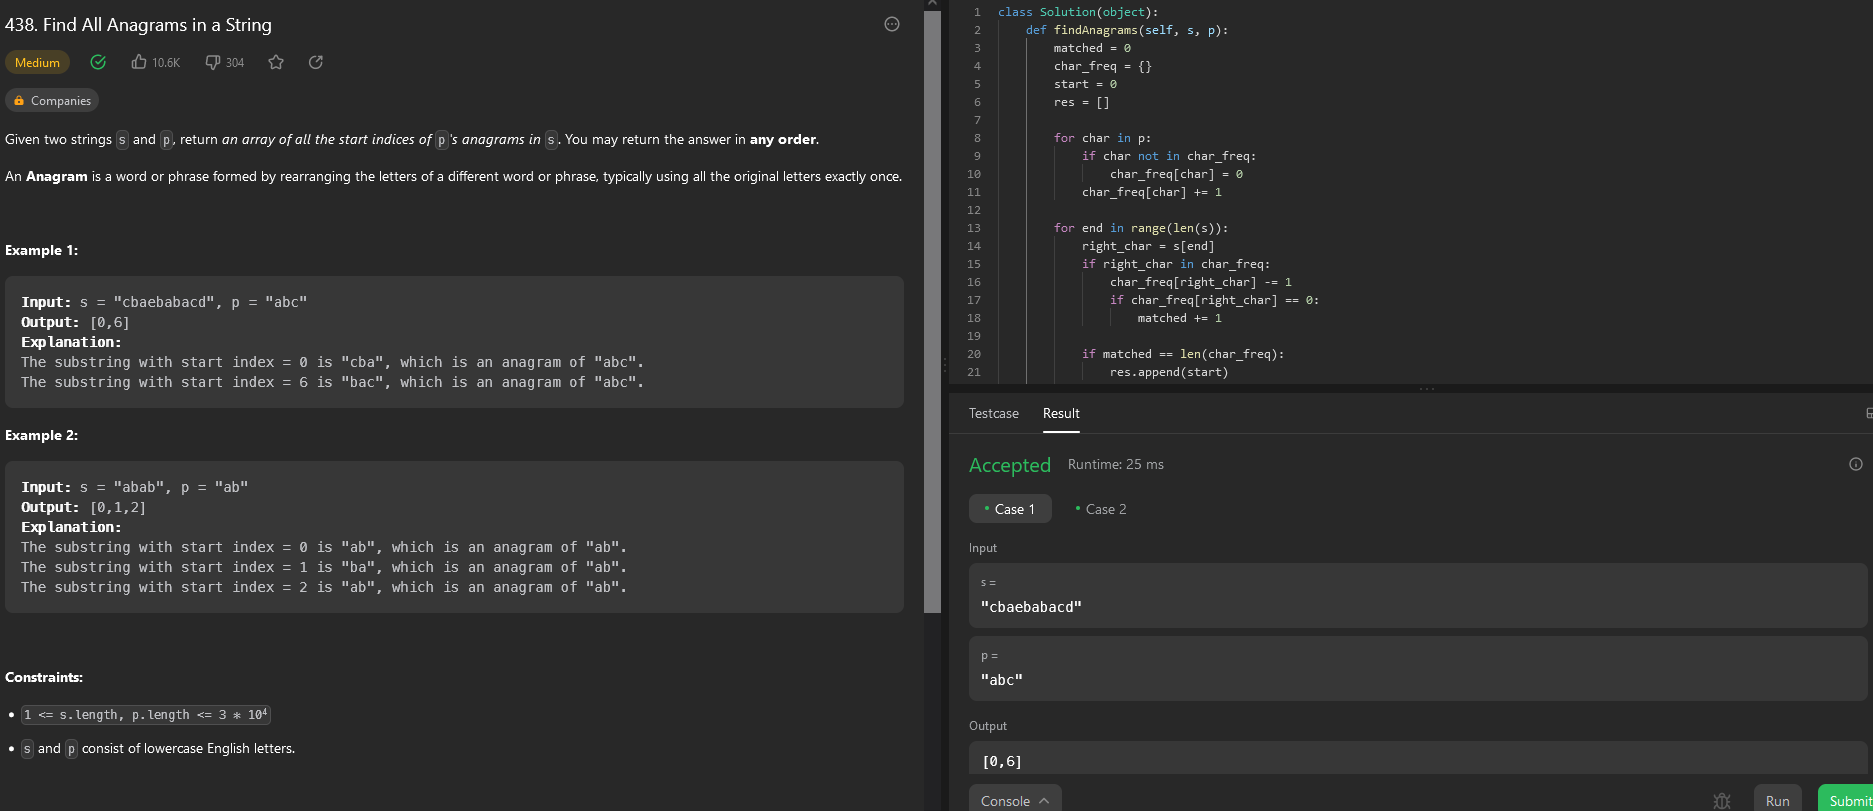 438. Find All Anagrams in a String
Medium 10.6K 304
Companies
Given two strings s and p, return an array of all the start indices of p's anagrams in s. You may return the answer in any order.
An Anagram is a word or phrase formed by rearranging the letters of a different word or phrase, typically using all the original letters exactly once.
Example 1:
Input: s = "cbaebabacd", p = "abc"
Output: [0,6]
Explanation:
The substring with start index = 0 is "cba", which is an anagram of "abc".
The substring with start index = 6 is "bac", which is an anagram of "abc".
Example 2:
Input: s = "abab", p = "ab"
Output: [0,1,2]
Explanation:
The substring with start index = 0 is "ab", which is an anagram of "ab".
The substring with start index = 1 is "ba", which is an anagram of "ab".
The substring with start index = 2 is "ab", which is an anagram of "ab".
Constraints:
• 1 <= s.length, p.length <= 3 * 10⁴
• s and p consist of lowercase English letters.
1 class Solution(object):
2     def findAnagrams(self, s, p):
3         matched = 0
4         char_freq = {}
5         start = 0
6         res = []
7
8         for char in p:
9             if char not in char_freq:
10                 char_freq[char] = 0
11             char_freq[char] += 1
12
13         for end in range(len(s)):
14             right_char = s[end]
15             if right_char in char_freq:
16                 char_freq[right_char] -= 1
17                 if char_freq[right_char] == 0:
18                     matched += 1
19
20             if matched == len(char_freq):
21                 res.append(start)
Testcase Result
Accepted Runtime: 25 ms
• Case 1 • Case 2
Input
s =
"cbaebabacd"
p =
"abc"
Output
[0,6]
Console Run Submit